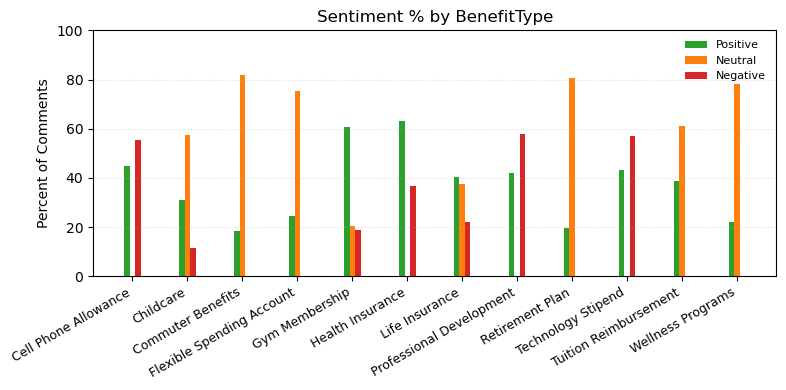 Sentiment % by BenefitType
Percent of Comments
100
80
60
40
20
0
Positive
Neutral
Negative
Cell Phone Allowance
Childcare
Commuter Benefits
Flexible Spending Account
Gym Membership
Health Insurance
Life Insurance
Professional Development
Retirement Plan
Technology Stipend
Tuition Reimbursement
Wellness Programs